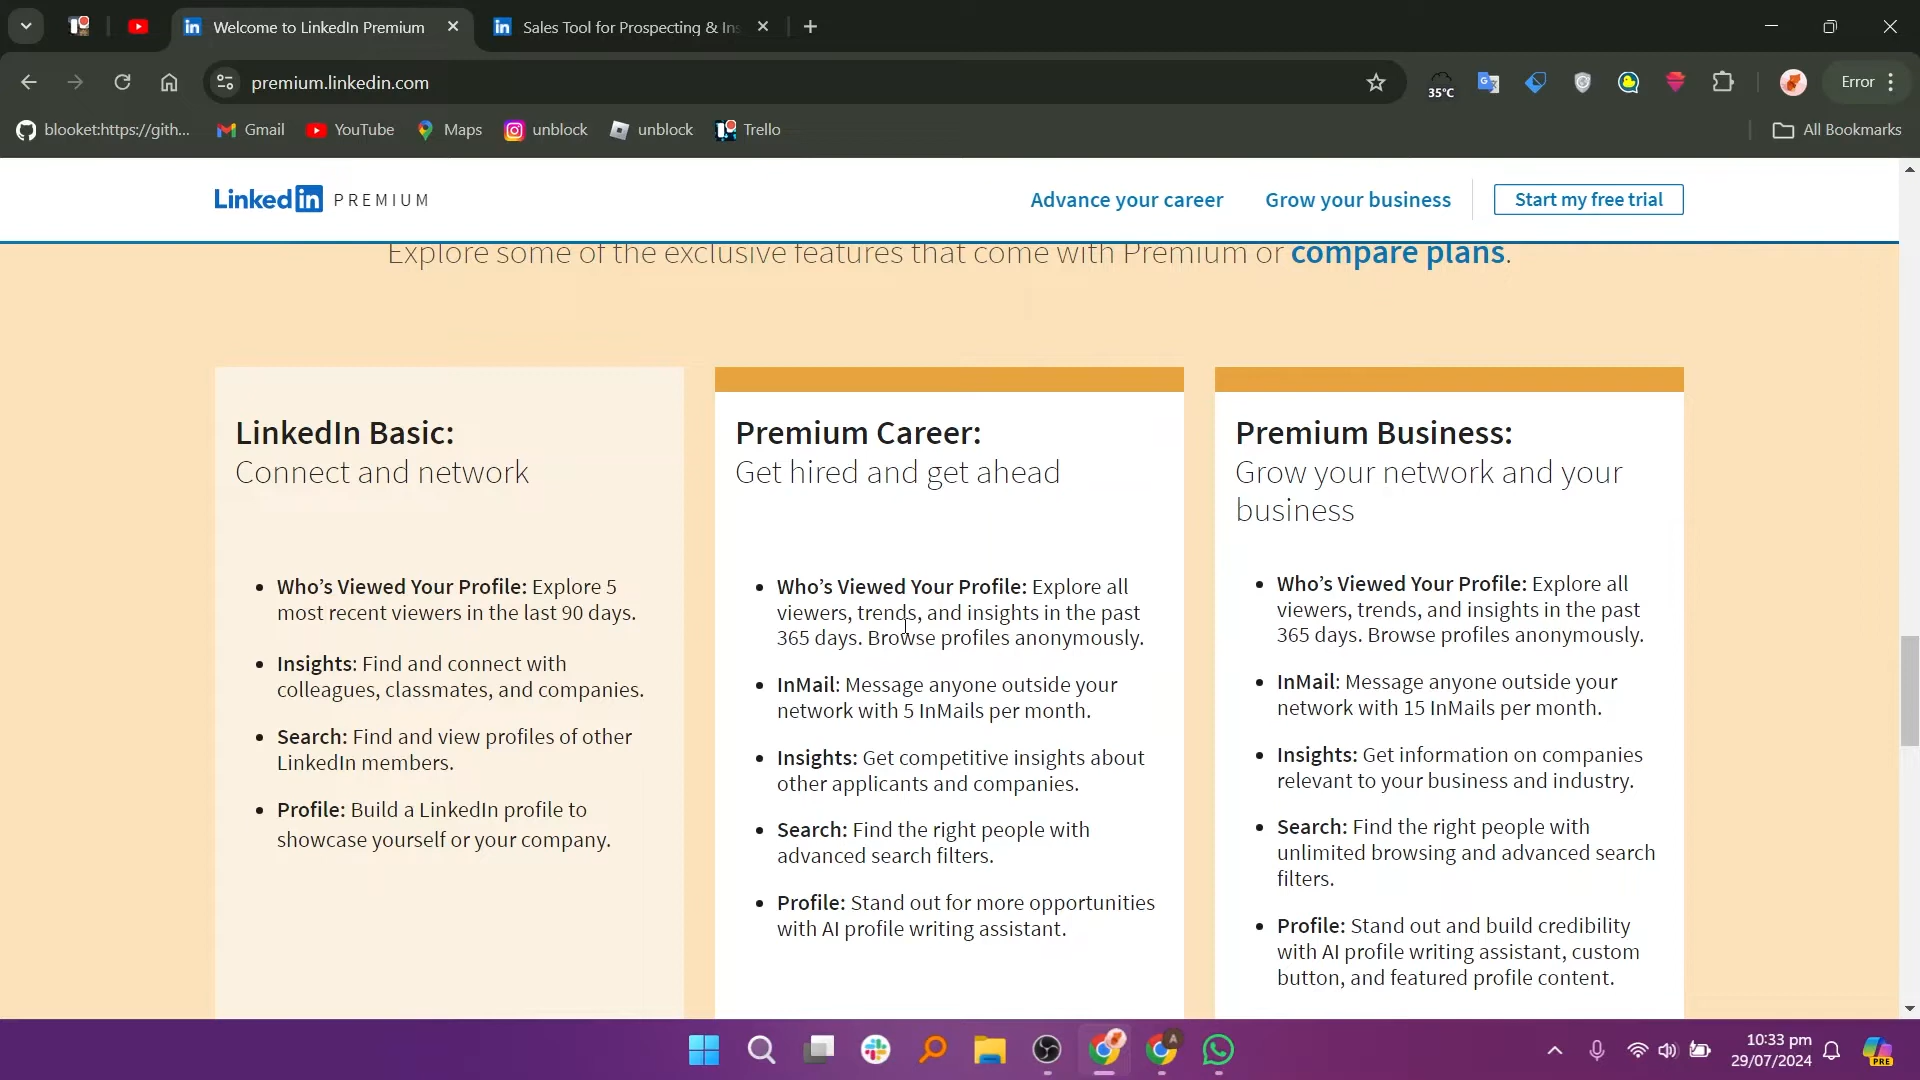 Welcome to LinkedIn Premium
Sales Tool for Prospecting & Ins
premium.linkedin.com
35°C
Error
blooket:https://gith...
Gmail
YouTube
Maps
unblock
unblock
Trello
All Bookmarks
Linked in PREMIUM
Advance your career
Grow your business
Start my free trial
Explore some of the exclusive features that come with Premium or compare plans.
LinkedIn Basic:
Connect and network
• Who’s Viewed Your Profile: Explore 5
most recent viewers in the last 90 days.
• Insights: Find and connect with
colleagues, classmates, and companies.
• Search: Find and view profiles of other
LinkedIn members.
• Profile: Build a LinkedIn profile to
showcase yourself or your company.
Premium Career:
Get hired and get ahead
• Who’s Viewed Your Profile: Explore all
viewers, trends, and insights in the past
365 days. Browse profiles anonymously.
• InMail: Message anyone outside your
network with 5 InMails per month.
• Insights: Get competitive insights about
other applicants and companies.
• Search: Find the right people with
advanced search filters.
• Profile: Stand out for more opportunities
with AI profile writing assistant.
Premium Business:
Grow your network and your
business
• Who’s Viewed Your Profile: Explore all
viewers, trends, and insights in the past
365 days. Browse profiles anonymously.
• InMail: Message anyone outside your
network with 15 InMails per month.
• Insights: Get information on companies
relevant to your business and industry.
• Search: Find the right people with
unlimited browsing and advanced search
filters.
• Profile: Stand out and build credibility
with AI profile writing assistant, custom
button, and featured profile content.
10:33 pm
29/07/2024
PRE